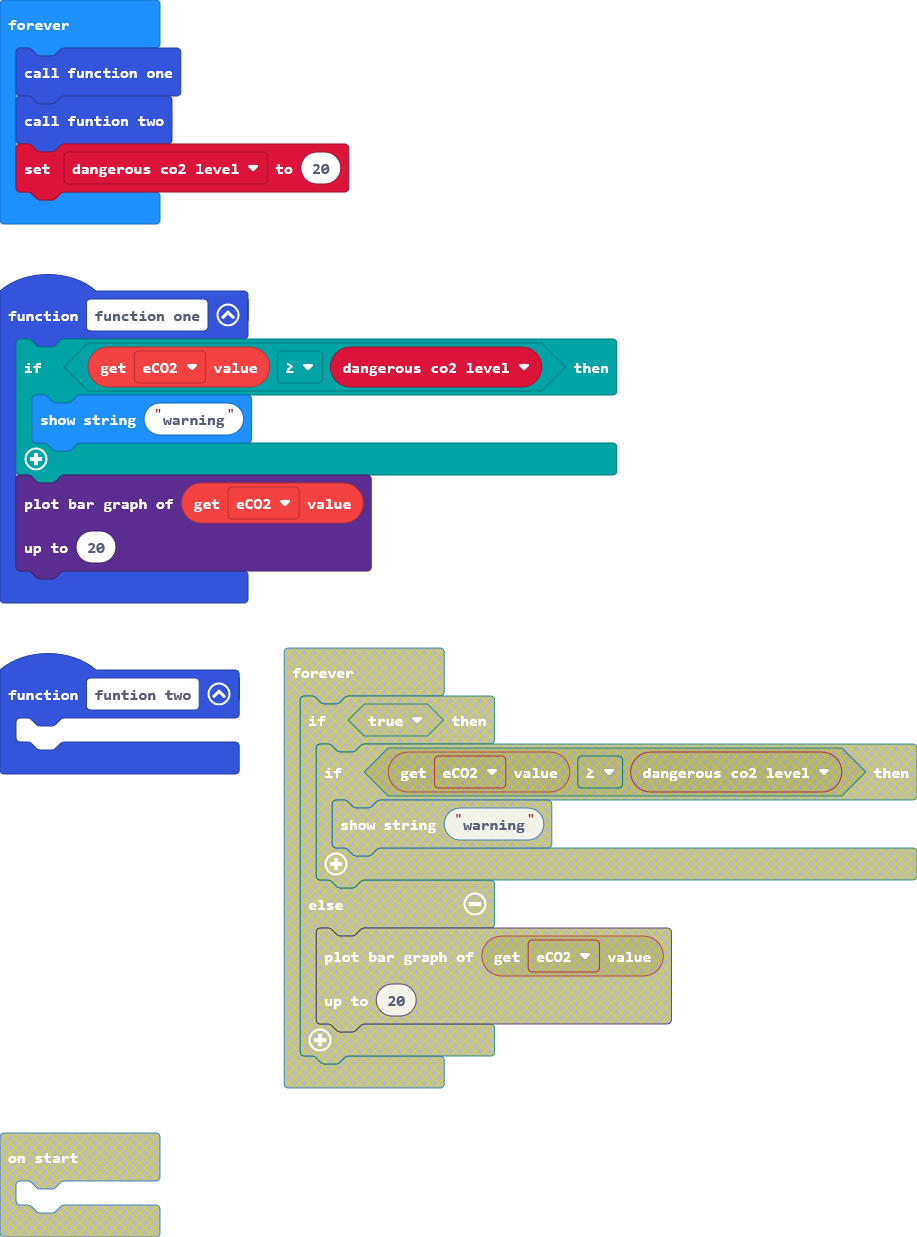 forever
call function one
call funtion two
set dangerous co2 level to 20
function function one
if get eCO2 value ≥ dangerous co2 level then
show string "warning"
plot bar graph of get eCO2 value
up to 20
function funtion two
forever
if true then
if get eCO2 value ≥ dangerous co2 level then
show string "warning"
else
plot bar graph of get eCO2 value
up to 20
on start